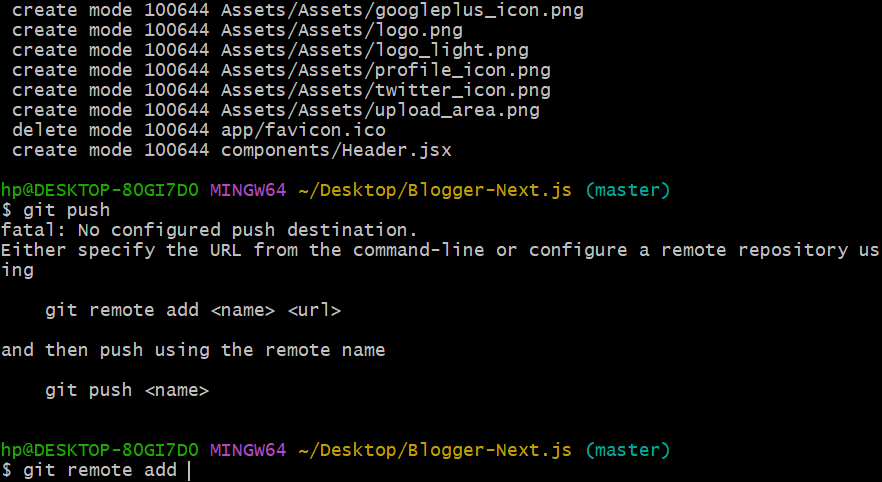 create mode 100644 Assets/Assets/googleplus_icon.png
create mode 100644 Assets/Assets/logo.png
create mode 100644 Assets/Assets/logo_light.png
create mode 100644 Assets/Assets/profile_icon.png
create mode 100644 Assets/Assets/twitter_icon.png
create mode 100644 Assets/Assets/upload_area.png
delete mode 100644 app/favicon.ico
create mode 100644 components/Header.jsx
hp@DESKTOP-8OGI7D0 MINGW64 ~/Desktop/Blogger-Next.js (master)
$ git push
fatal: No configured push destination.
Either specify the URL from the command-line or configure a remote repository us
ing
git remote add <name> <url>
and then push using the remote name
git push <name>
hp@DESKTOP-8OGI7D0 MINGW64 ~/Desktop/Blogger-Next.js (master)
$ git remote add